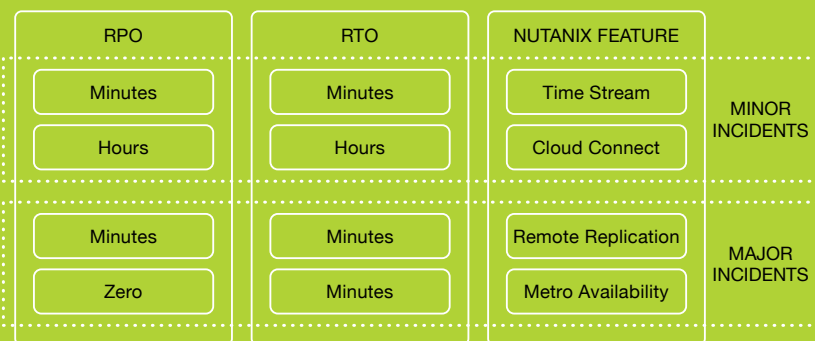 RPO
RTO
NUTANIX FEATURE
Minutes
Minutes
Time Stream
Hours
Hours
Cloud Connect
MINOR
INCIDENTS
Minutes
Minutes
Remote Replication
Zero
Minutes
Metro Availability
MAJOR
INCIDENTS